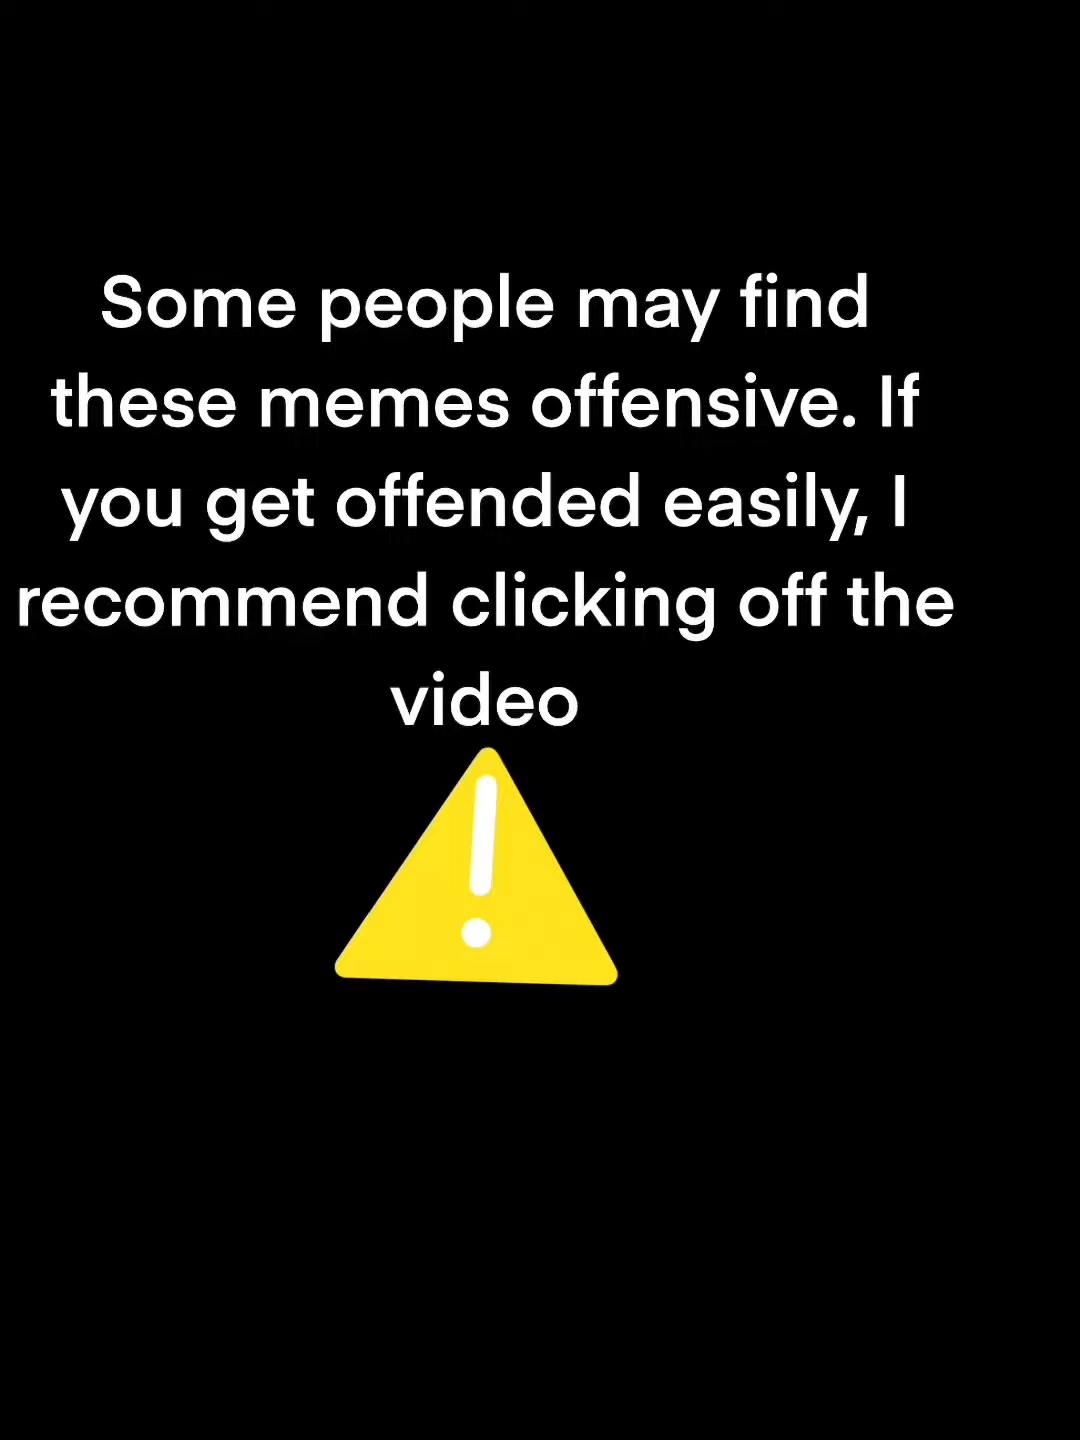 Some people may find
these memes offensive. If
you get offended easily, I
recommend clicking off the
video
!